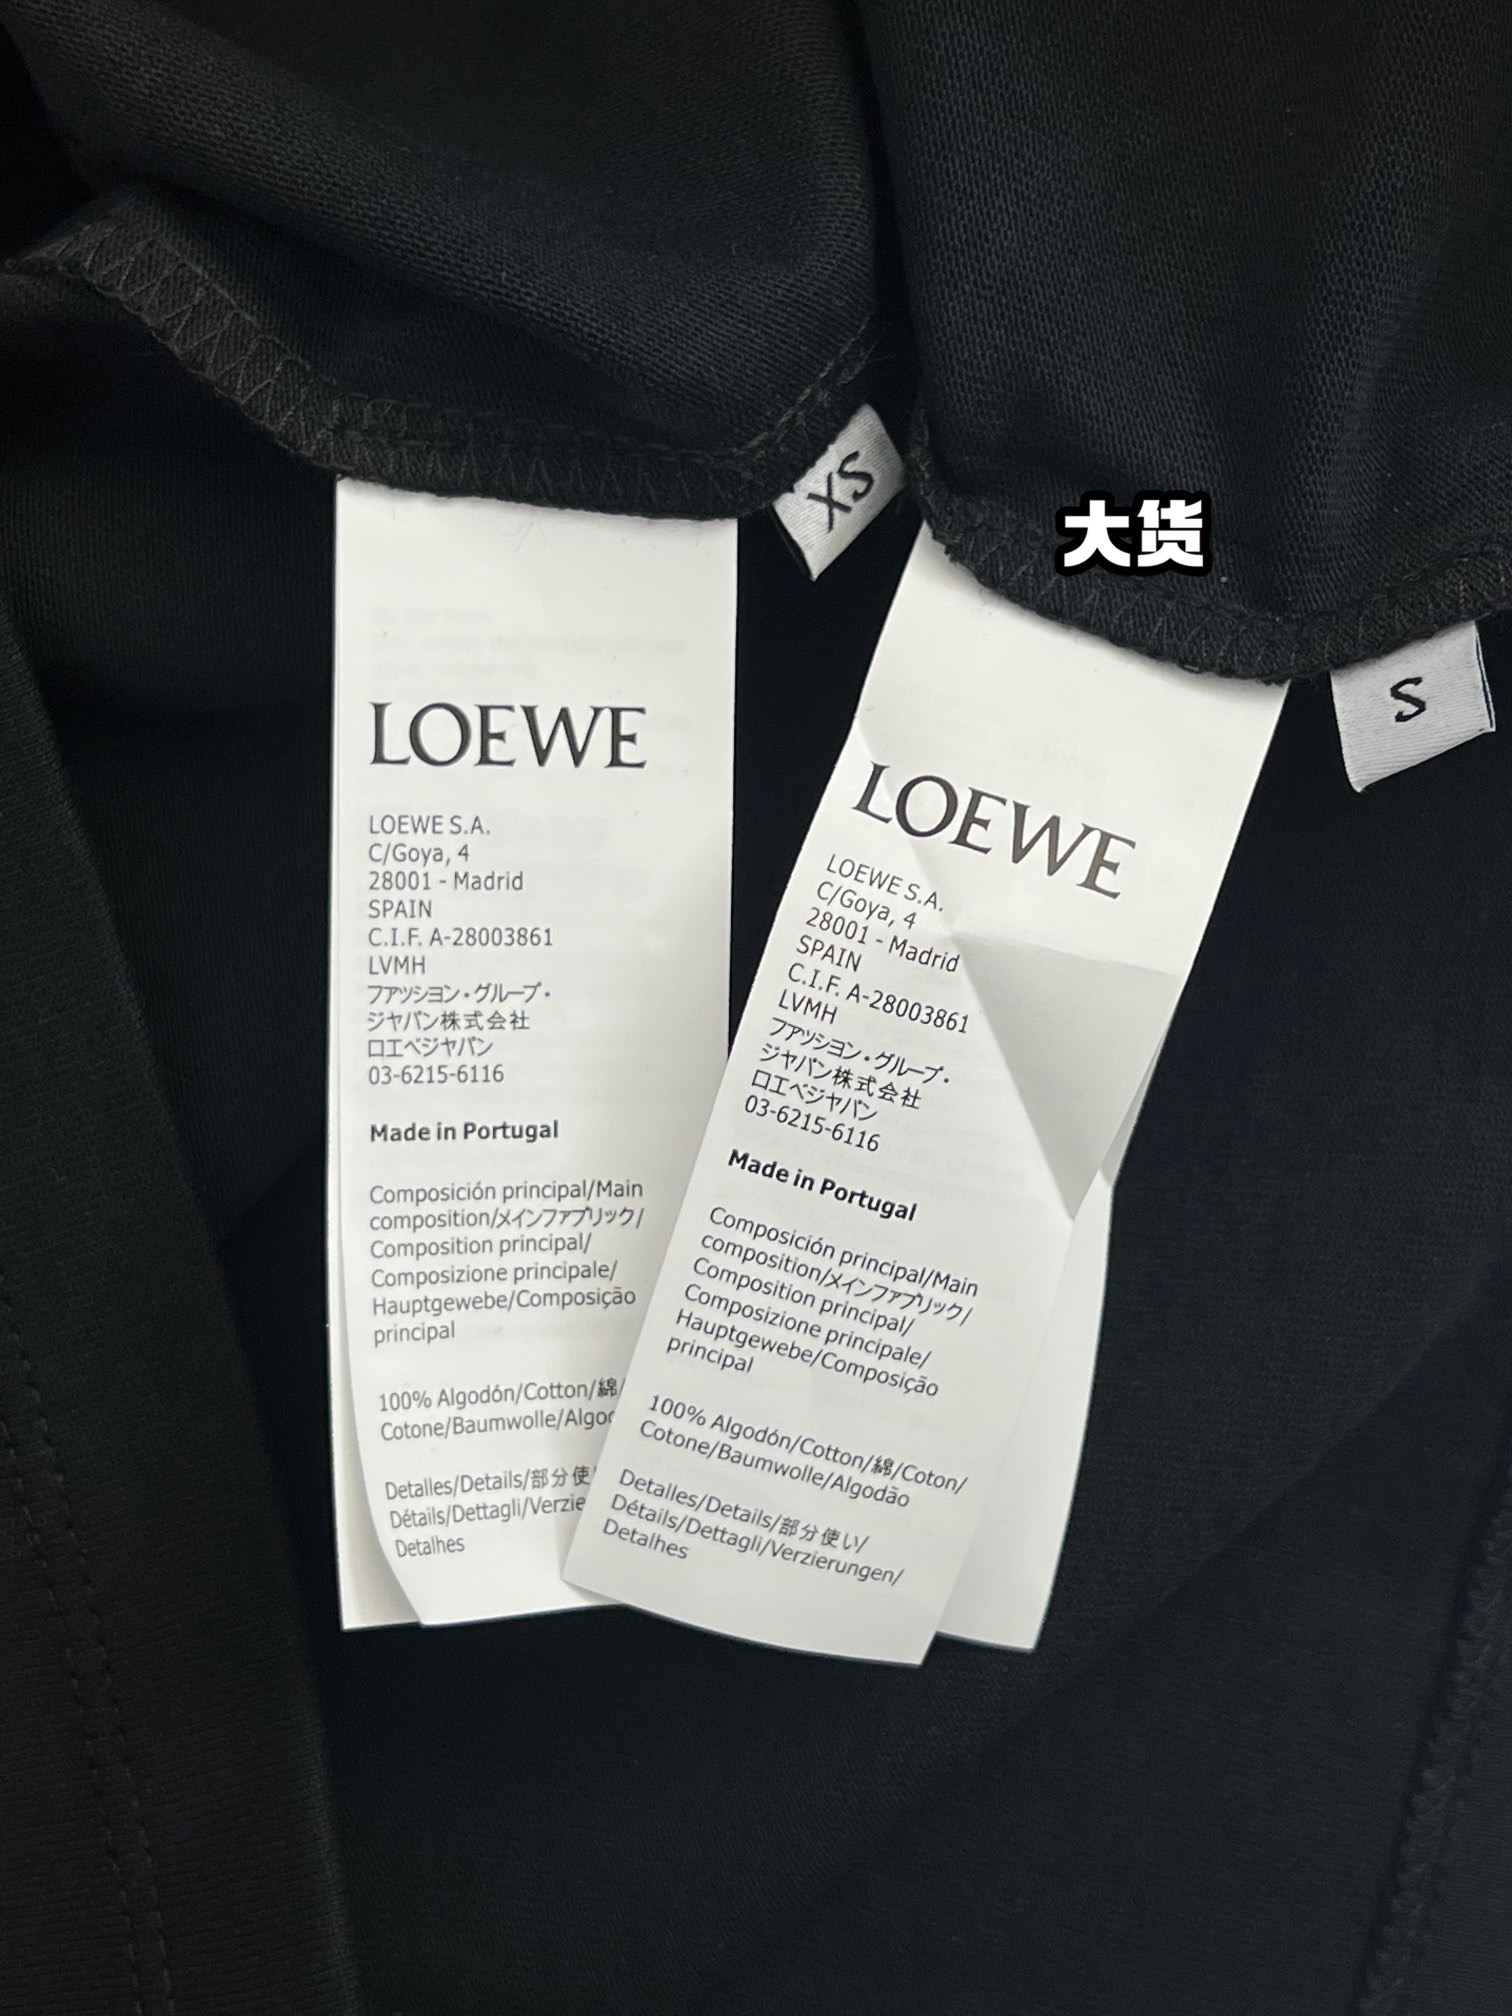 XS
LOEWE
LOEWE S.A.
C/Goya, 4
28001 - Madrid
SPAIN
C.I.F. A-28003861
LVMH
ファッション・グループ・
ジャパン株式会社
ロエベジャパン
03-6215-6116
Made in Portugal
Composición principal/Main
composition/メインファブリック/
Composition principal/
Composizione principale/
Hauptgewebe/Composição
principal
100% Algodón/Cotton/綿/
Cotone/Baumwolle/Algo
Detalles/Details/部分使
Détails/Dettagli/Verzie
Detalhes
大货
S
LOEWE
LOEWE S.A.
C/Goya, 4
28001 - Madrid
SPAIN
C.I.F. A-28003861
LVMH
ファッション・グループ・
ジャパン株式会社
ロエベジャパン
03-6215-6116
Made in Portugal
Composición principal/Main
composition/メインファブリック/
Composition principal/
Composizione principale/
Hauptgewebe/Composição
principal
100% Algodón/Cotton/綿/Coton/
Cotone/Baumwolle/Algodão
Detalles/Details/部分使い/
Détails/Dettagli/Verzierungen/
Detalhes